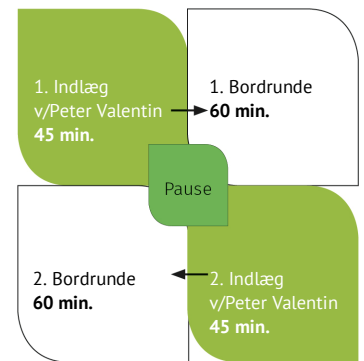 1. Indlæg
v/Peter Valentin
45 min.
1. Bordrunde
60 min.
Pause
2. Bordrunde
60 min.
2. Indlæg
v/Peter Valentin
45 min.